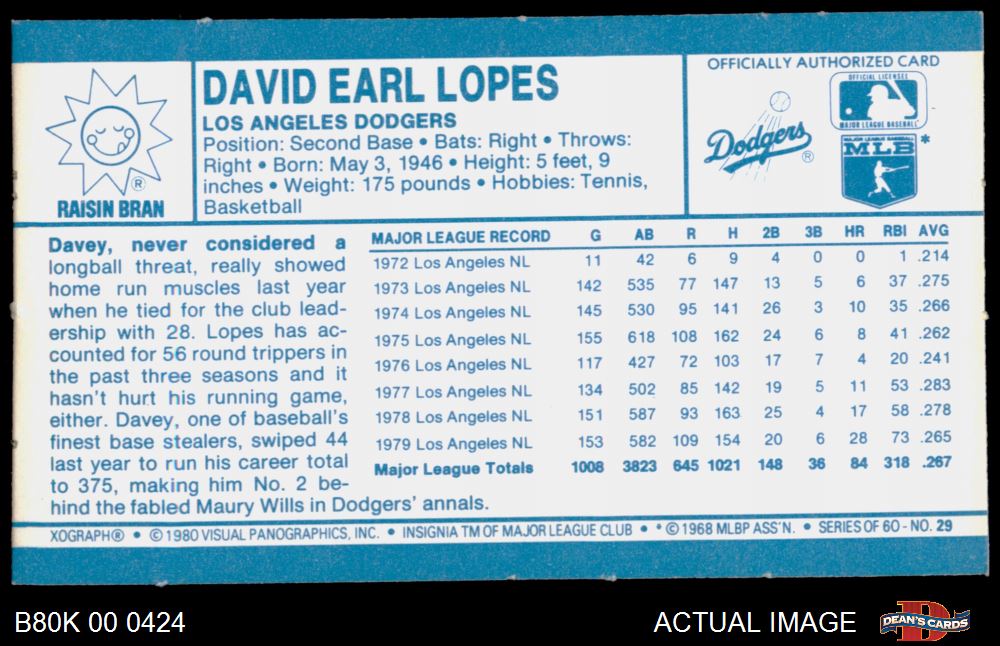 RAISIN BRAN
®
DAVID EARL LOPES
LOS ANGELES DODGERS
Position: Second Base • Bats: Right • Throws:
Right • Born: May 3, 1946 • Height: 5 feet, 9
inches • Weight: 175 pounds • Hobbies: Tennis,
Basketball
OFFICIALLY AUTHORIZED CARD
Dodgers ®
OFFICIAL LICENSEE
MAJOR LEAGUE BASEBALL
MAJOR LEAGUE BASEBALL
MLB *
Davey, never considered a
longball threat, really showed
home run muscles last year
when he tied for the club lead-
ership with 28. Lopes has ac-
counted for 56 round trippers in
the past three seasons and it
hasn't hurt his running game,
either. Davey, one of baseball's
finest base stealers, swiped 44
last year to run his career total
to 375, making him No. 2 be-
hind the fabled Maury Wills in Dodgers' annals.
MAJOR LEAGUE RECORD G AB R H 2B 3B HR RBI AVG
1972 Los Angeles NL 11 42 6 9 4 0 0 1 .214
1973 Los Angeles NL 142 535 77 147 13 5 6 37 .275
1974 Los Angeles NL 145 530 95 141 26 3 10 35 .266
1975 Los Angeles NL 155 618 108 162 24 6 8 41 .262
1976 Los Angeles NL 117 427 72 103 17 7 4 20 .241
1977 Los Angeles NL 134 502 85 142 19 5 11 53 .283
1978 Los Angeles NL 151 587 93 163 25 4 17 58 .278
1979 Los Angeles NL 153 582 109 154 20 6 28 73 .265
Major League Totals 1008 3823 645 1021 148 36 84 318 .267
XOGRAPH® • © 1980 VISUAL PANOGRAPHICS, INC. • INSIGNIA TM OF MAJOR LEAGUE CLUB • * © 1968 MLBP ASS'N. • SERIES OF 60 - NO. 29
B80K 00 0424
ACTUAL IMAGE
DEAN'S CARDS